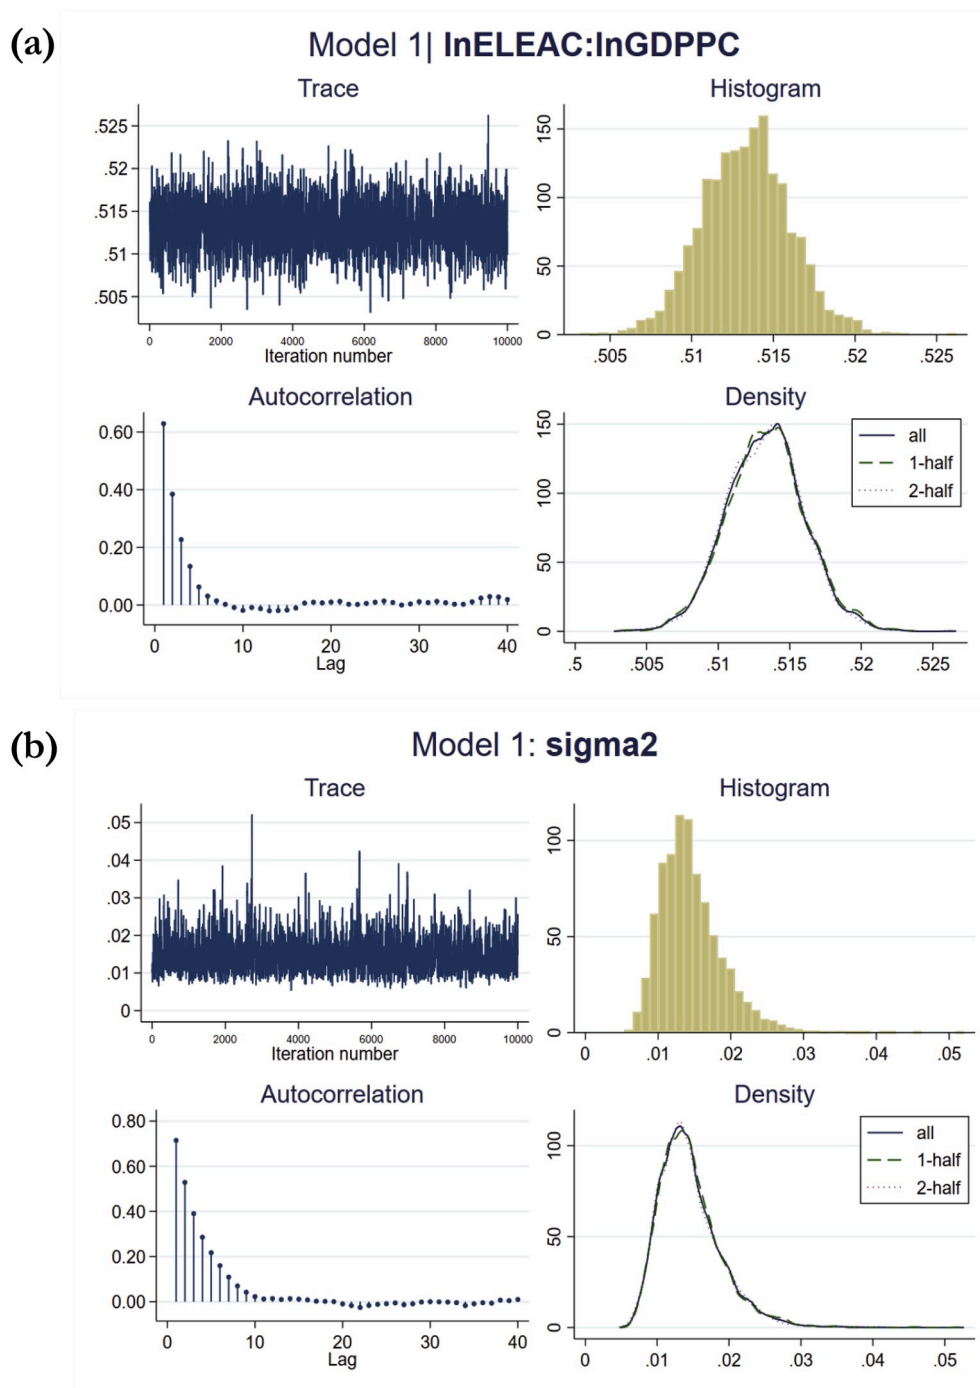 (a)
Model 1| lnELEAC:lnGDPPC
Trace
.525
.52
.515
.51
.505
0 2000 4000 6000 8000 10000
Iteration number
Histogram
150
100
50
0
.505 .51 .515 .52 .525
Autocorrelation
0.60
0.40
0.20
0.00
0 10 20 30 40
Lag
Density
150
100
50
0
.5 .505 .51 .515 .52 .525
all
1-half
2-half
(b)
Model 1: sigma2
Trace
.05
.04
.03
.02
.01
0
0 2000 4000 6000 8000 10000
Iteration number
Histogram
100
50
0
0 .01 .02 .03 .04 .05
Autocorrelation
0.80
0.60
0.40
0.20
0.00
0 10 20 30 40
Lag
Density
100
50
0
0 .01 .02 .03 .04 .05
all
1-half
2-half